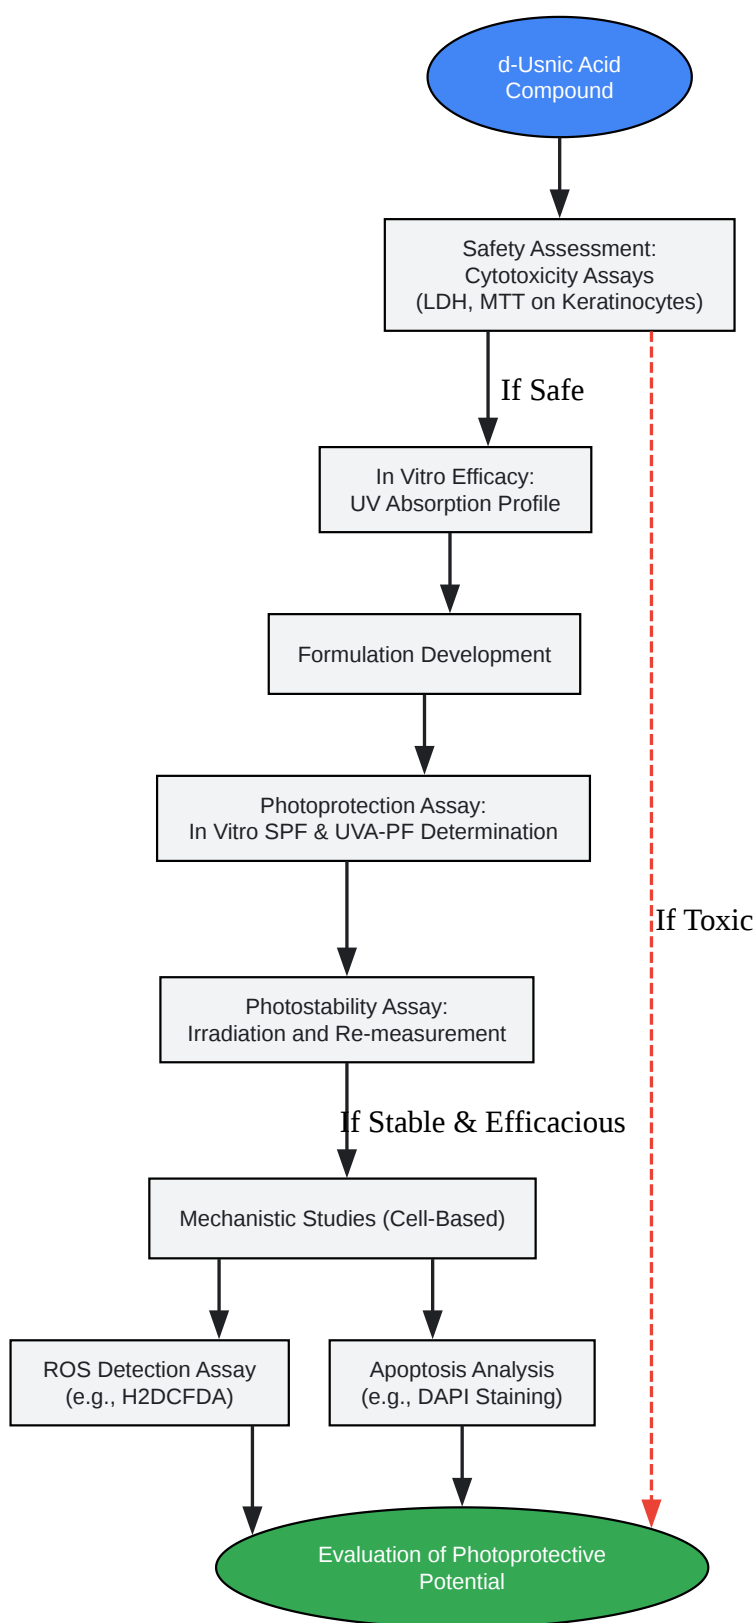 d-Usnic Acid
Compound
Safety Assessment:
Cytotoxicity Assays
(LDH, MTT on Keratinocytes)
If Safe
In Vitro Efficacy:
UV Absorption Profile
Formulation Development
Photoprotection Assay:
In Vitro SPF & UVA-PF Determination
If Toxic
Photostability Assay:
Irradiation and Re-measurement
If Stable & Efficacious
Mechanistic Studies (Cell-Based)
ROS Detection Assay
(e.g., H2DCFDA)
Apoptosis Analysis
(e.g., DAPI Staining)
Evaluation of Photoprotective
Potential